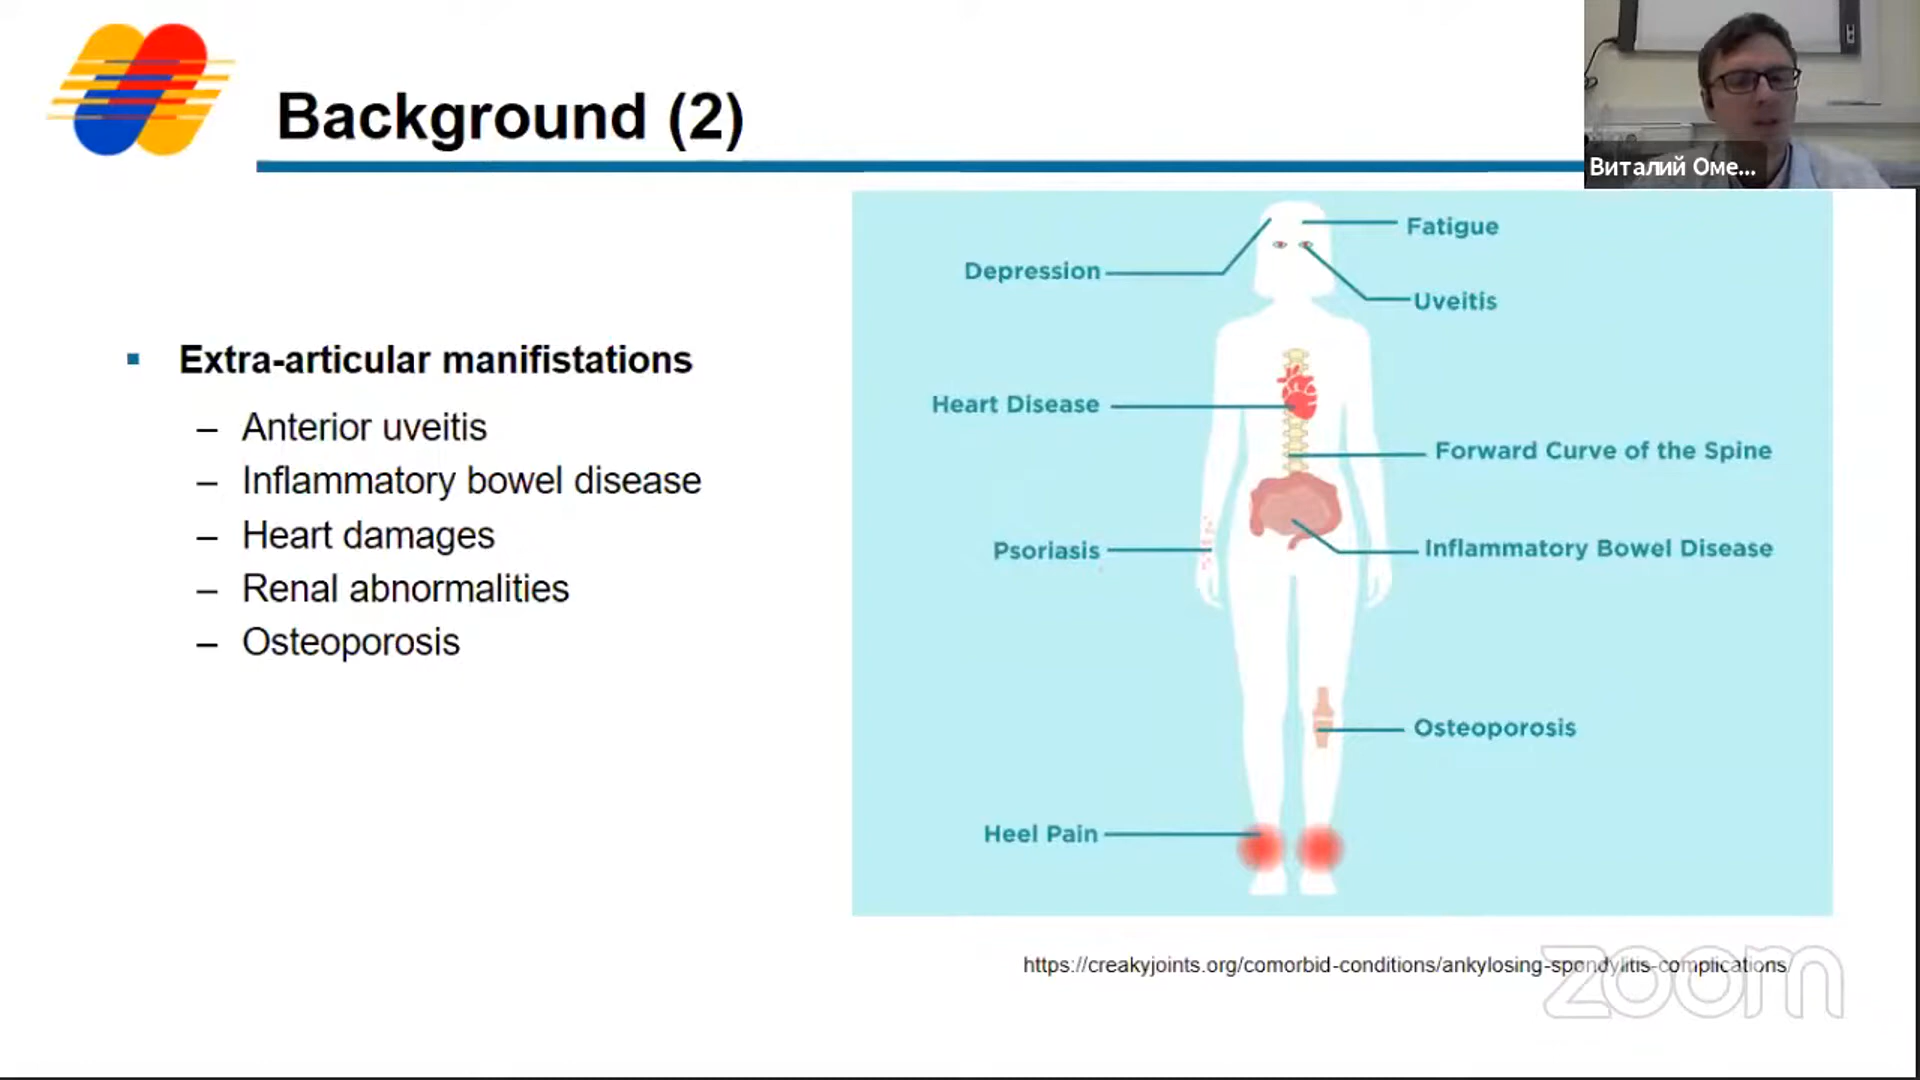 Background (2)
Виталий Оме...
Extra-articular manifistations
– Anterior uveitis
– Inflammatory bowel disease
– Heart damages
– Renal abnormalities
– Osteoporosis
Fatigue
Depression
Uveitis
Heart Disease
Forward Curve of the Spine
Psoriasis
Inflammatory Bowel Disease
Osteoporosis
Heel Pain
https://creakyjoints.org/comorbid-conditions/ankylosing-spondylitis-complications/
zoom